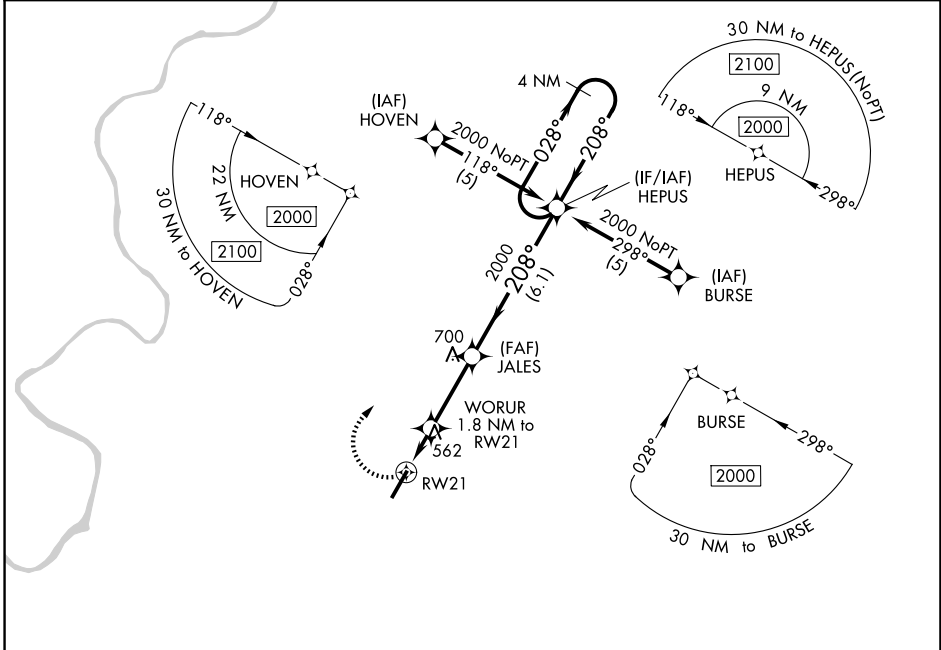 30 NM to HEPUS (NoPT)
2100
9 NM
2000
118°
HEPUS
298°
4 NM
(IAF)
HOVEN
2000 NoPT
118°
(5)
028°
208°
(IF/IAF)
HEPUS
2000 NoPT
298°
(5)
(IAF)
BURSE
118°
HOVEN
22 NM
2000
2100
30 NM to HOVEN
028°
2000
208°
(6.1)
700
(FAF)
JALES
WORUR
1.8 NM to
RW21
562
RW21
BURSE
028°
298°
2000
30 NM to BURSE